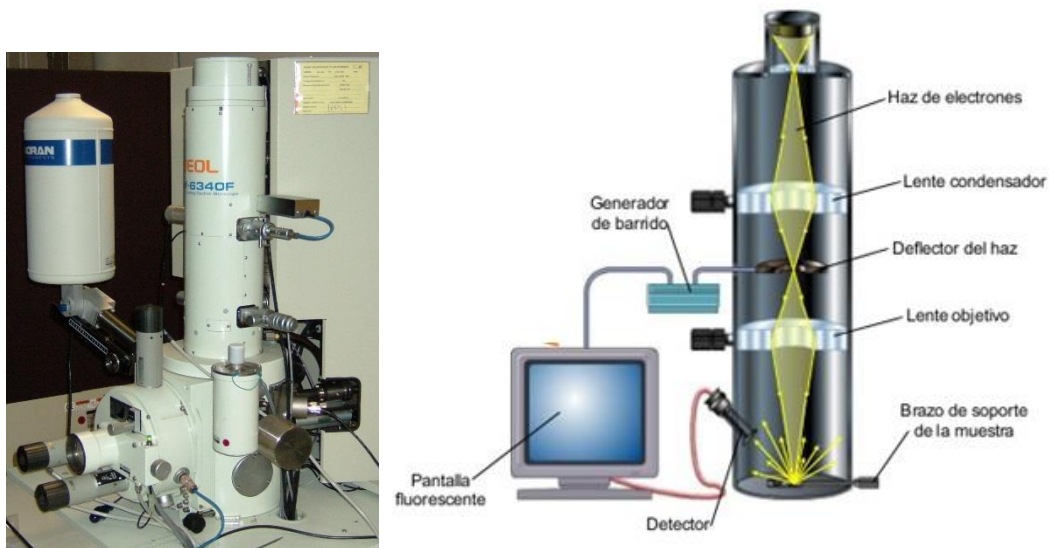 ORAN
EOL
6340F
Haz de electrones
Lente condensador
Generador
de barrido
Deflector del haz
Lente objetivo
Brazo de soporte
de la muestra
Pantalla
fluorescente
Detector